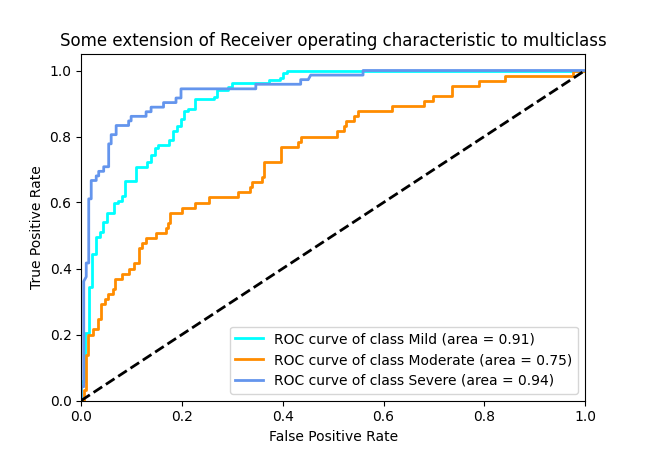 Some extension of Receiver operating characteristic to multiclass
True Positive Rate
1.0
0.8
0.6
0.4
0.2
0.0
ROC curve of class Mild (area = 0.91)
ROC curve of class Moderate (area = 0.75)
ROC curve of class Severe (area = 0.94)
0.0 0.2 0.4 0.6 0.8 1.0
False Positive Rate